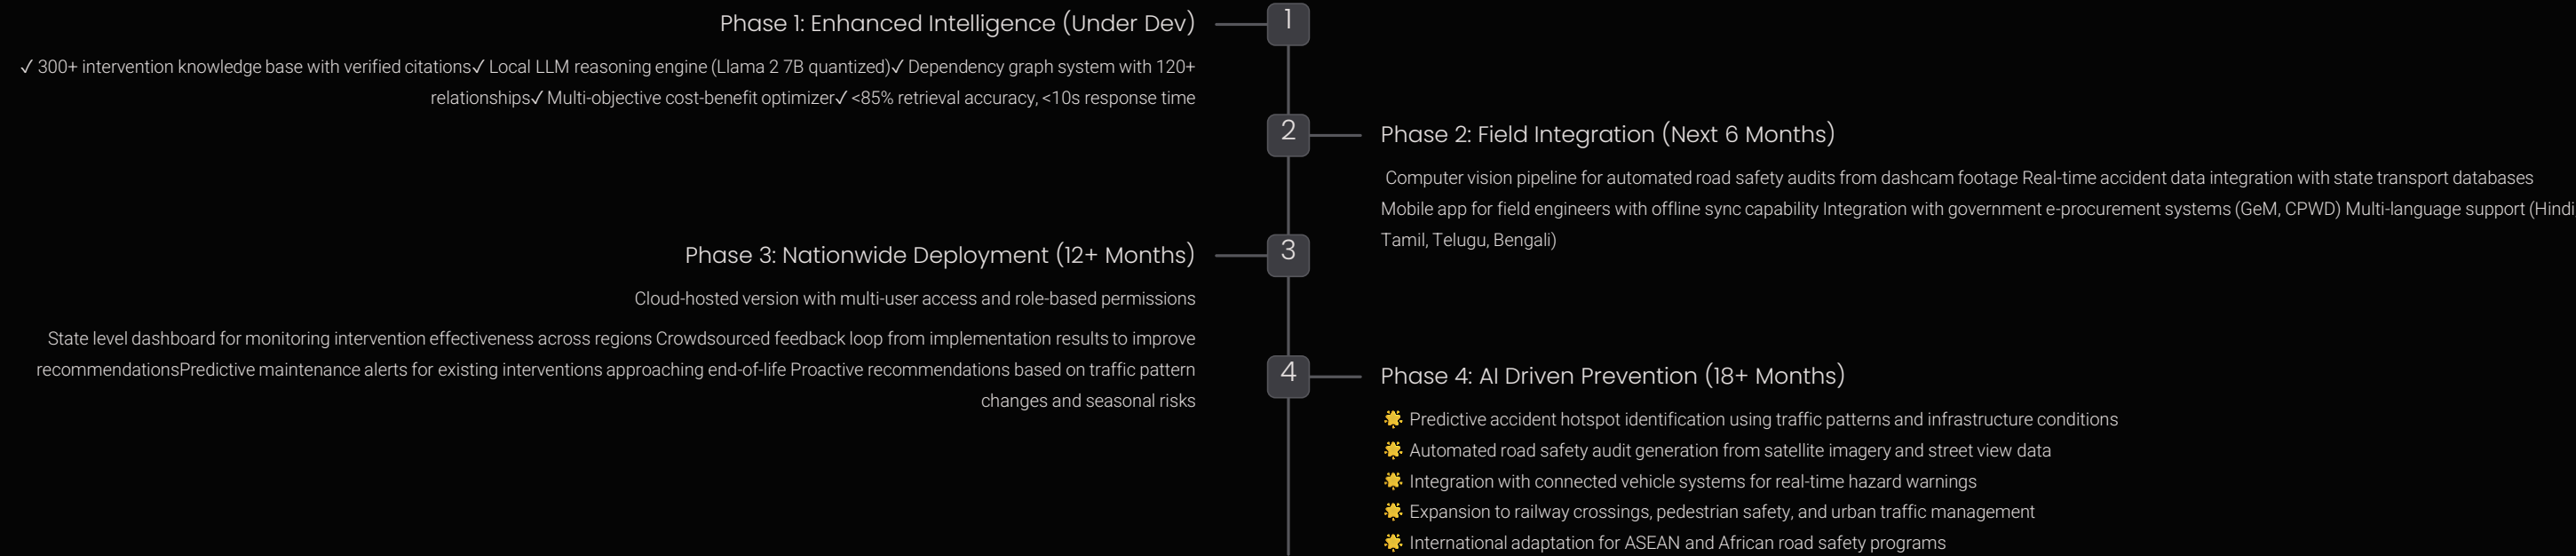 Phase 1: Enhanced Intelligence (Under Dev)
1
✓ 300+ intervention knowledge base with verified citations✓ Local LLM reasoning engine (Llama 2 7B quantized)✓ Dependency graph system with 120+
relationships✓ Multi-objective cost-benefit optimizer✓ <85% retrieval accuracy, <10s response time
2
Phase 2: Field Integration (Next 6 Months)
Computer vision pipeline for automated road safety audits from dashcam footage Real-time accident data integration with state transport databases
Mobile app for field engineers with offline sync capability Integration with government e-procurement systems (GeM, CPWD) Multi-language support (Hindi
Tamil, Telugu, Bengali)
Phase 3: Nationwide Deployment (12+ Months)
3
Cloud-hosted version with multi-user access and role-based permissions
State level dashboard for monitoring intervention effectiveness across regions Crowdsourced feedback loop from implementation results to improve
recommendationsPredictive maintenance alerts for existing interventions approaching end-of-life Proactive recommendations based on traffic pattern
changes and seasonal risks
4
Phase 4: AI Driven Prevention (18+ Months)
🌟 Predictive accident hotspot identification using traffic patterns and infrastructure conditions
🌟 Automated road safety audit generation from satellite imagery and street view data
🌟 Integration with connected vehicle systems for real-time hazard warnings
🌟 Expansion to railway crossings, pedestrian safety, and urban traffic management
🌟 International adaptation for ASEAN and African road safety programs